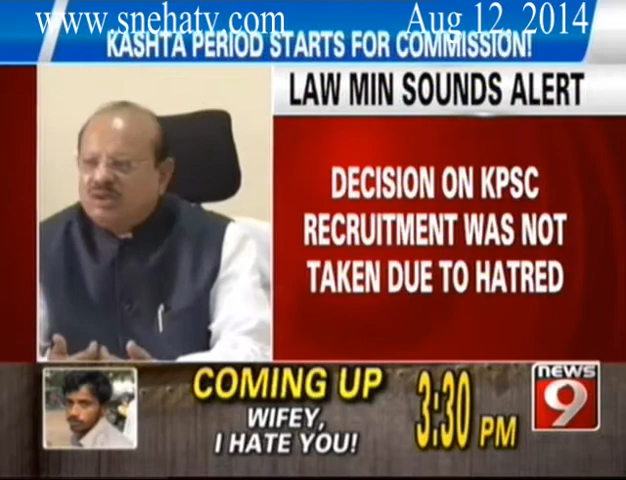 www.snehatv.com Aug 12, 2014
KASHTA PERIOD STARTS FOR COMMISSION!
LAW MIN SOUNDS ALERT
DECISION ON KPSC
RECRUITMENT WAS NOT
TAKEN DUE TO HATRED
COMING UP
WIFEY,
I HATE YOU!
3:30 PM
NEWS
9